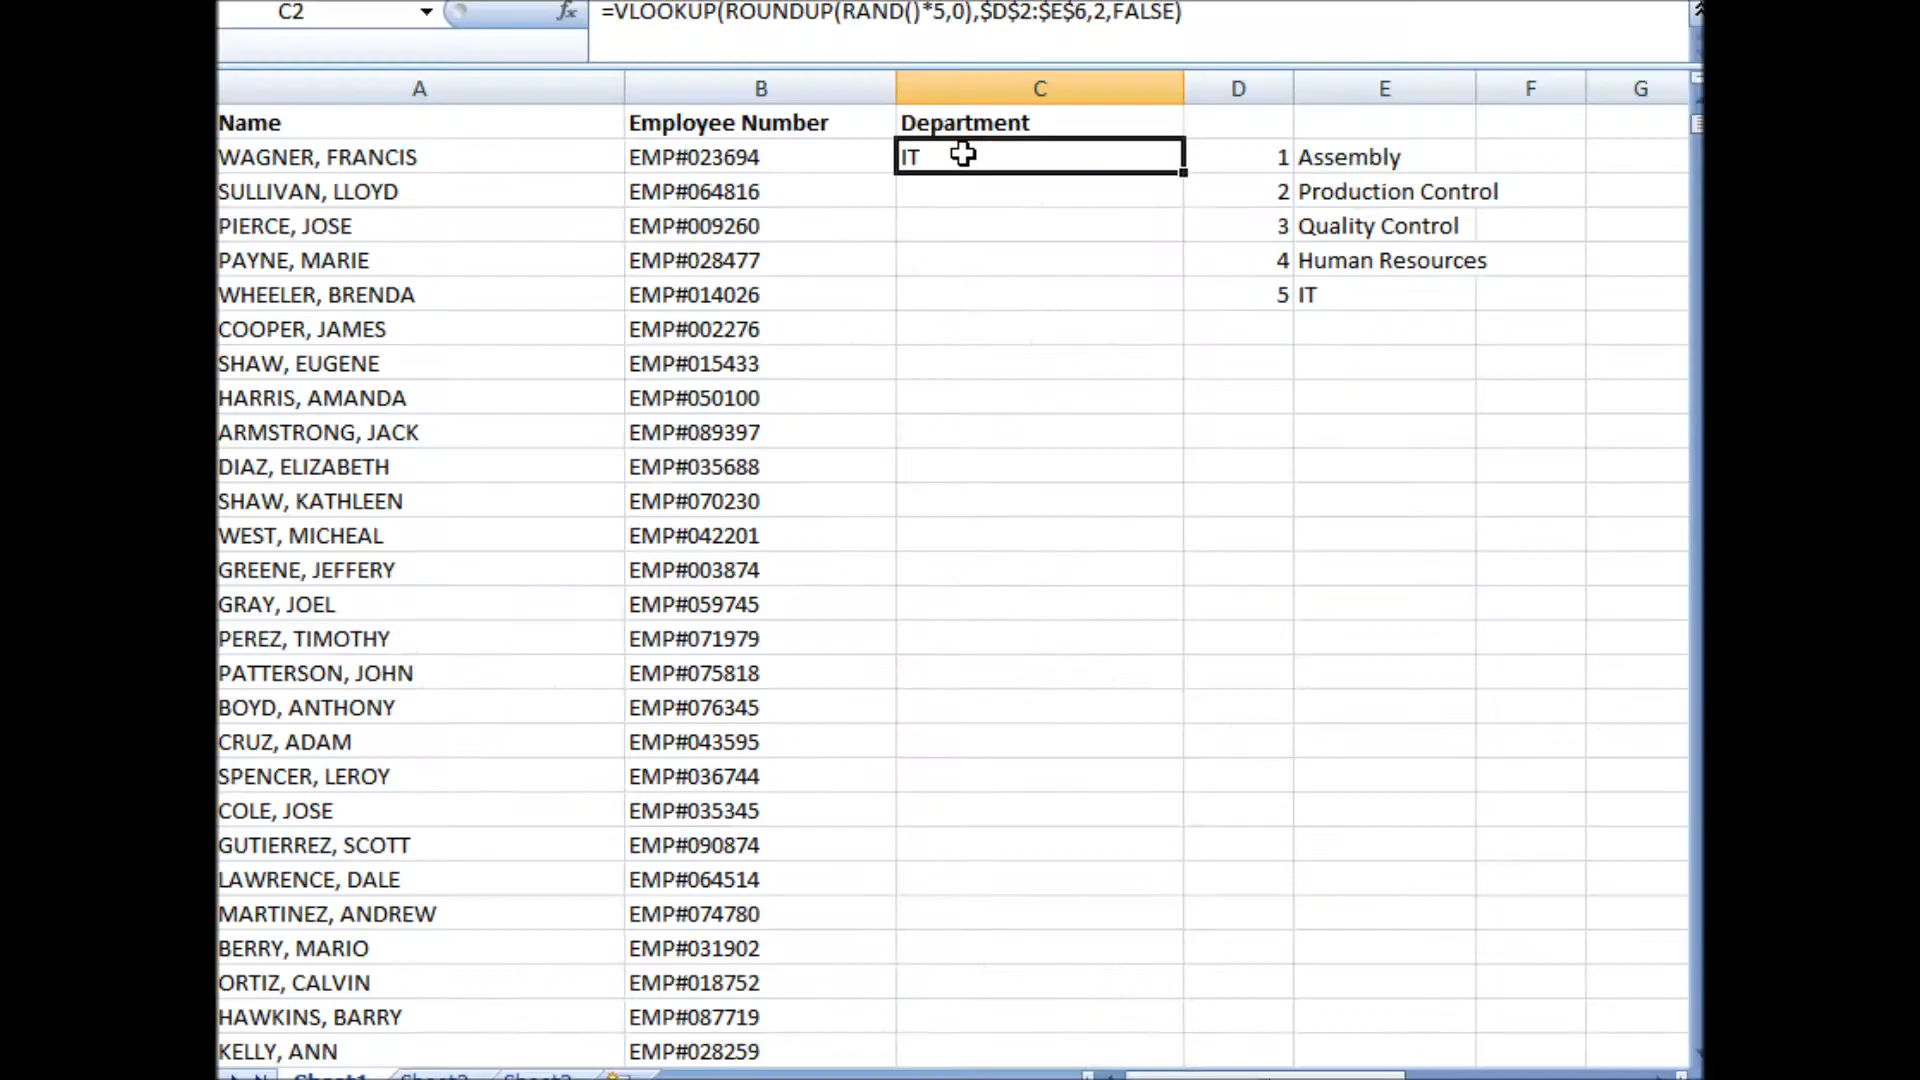 C2 fx =VLOOKUP(ROUNDUP(RAND()*5,0),$D$2:$E$6,2,FALSE)
A B C D E F G
Name Employee Number Department
WAGNER, FRANCIS EMP#023694 IT 1 Assembly
SULLIVAN, LLOYD EMP#064816 2 Production Control
PIERCE, JOSE EMP#009260 3 Quality Control
PAYNE, MARIE EMP#028477 4 Human Resources
WHEELER, BRENDA EMP#014026 5 IT
COOPER, JAMES EMP#002276
SHAW, EUGENE EMP#015433
HARRIS, AMANDA EMP#050100
ARMSTRONG, JACK EMP#089397
DIAZ, ELIZABETH EMP#035688
SHAW, KATHLEEN EMP#070230
WEST, MICHEAL EMP#042201
GREENE, JEFFERY EMP#003874
GRAY, JOEL EMP#059745
PEREZ, TIMOTHY EMP#071979
PATTERSON, JOHN EMP#075818
BOYD, ANTHONY EMP#076345
CRUZ, ADAM EMP#043595
SPENCER, LEROY EMP#036744
COLE, JOSE EMP#035345
GUTIERREZ, SCOTT EMP#090874
LAWRENCE, DALE EMP#064514
MARTINEZ, ANDREW EMP#074780
BERRY, MARIO EMP#031902
ORTIZ, CALVIN EMP#018752
HAWKINS, BARRY EMP#087719
KELLY, ANN EMP#028259
Sheet1 Sheet2 Sheet3